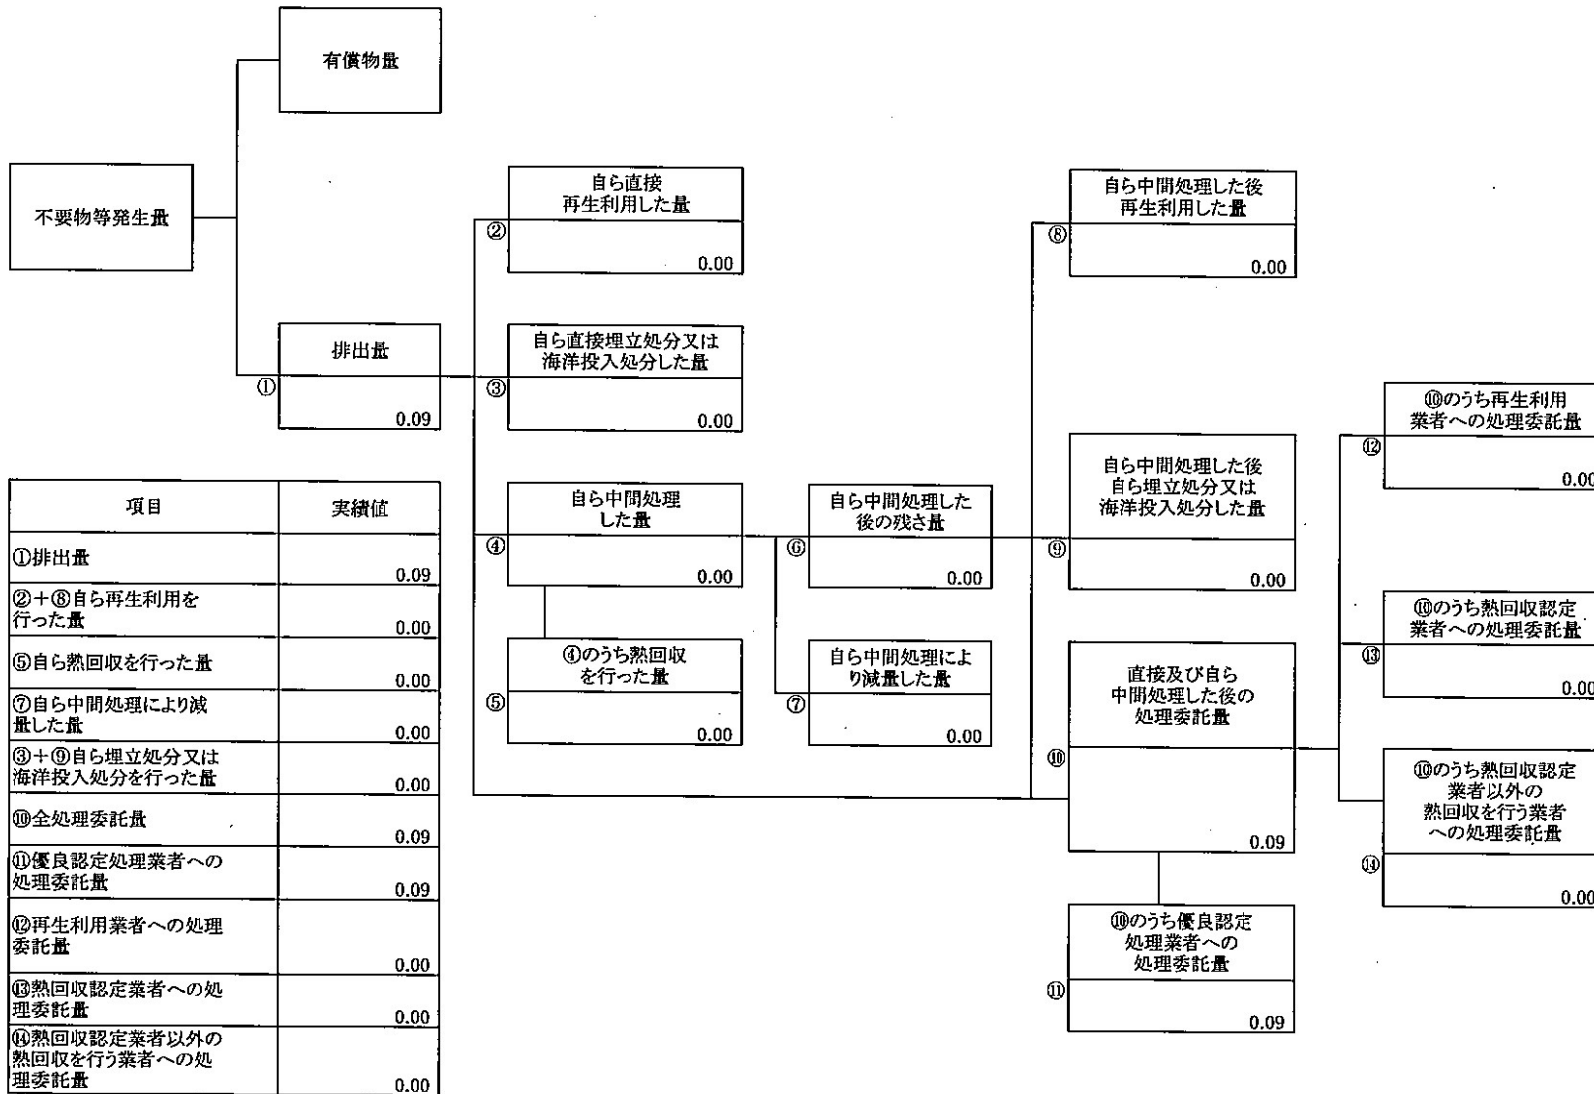 有償物量
不要物等発生量
排出量
①
0.09
自ら直接
再生利用した量
②
0.00
自ら直接埋立処分又は
海洋投入処分した量
③
0.00
自ら中間処理
した量
④
0.00
④のうち熱回収
を行った量
⑤
0.00
自ら中間処理した
後の残さ量
⑥
0.00
自ら中間処理によ
り減量した量
⑦
0.00
自ら中間処理した後
再生利用した量
⑧
0.00
自ら中間処理した後
自ら埋立処分又は
海洋投入処分した量
⑨
0.00
直接及び自ら
中間処理した後の
処理委託量
⑩
0.09
⑩のうち優良認定
処理業者への
処理委託量
⑪
0.09
⑩のうち再生利用
業者への処理委託量
⑫
0.00
⑩のうち熱回収認定
業者への処理委託量
⑬
0.00
⑩のうち熱回収認定
業者以外の
熱回収を行う業者
への処理委託量
⑭
0.00
項目 実績値
①排出量
0.09
②+⑧自ら再生利用を
行った量
0.00
⑤自ら熱回収を行った量
0.00
⑦自ら中間処理により減
量した量
0.00
③+⑨自ら埋立処分又は
海洋投入処分を行った量
0.00
⑩全処理委託量
0.09
⑪優良認定処理業者への
処理委託量
0.09
⑫再生利用業者への処理
委託量
0.00
⑬熱回収認定業者への処
理委託量
0.00
⑭熱回収認定業者以外の
熱回収を行う業者への処
理委託量
0.00